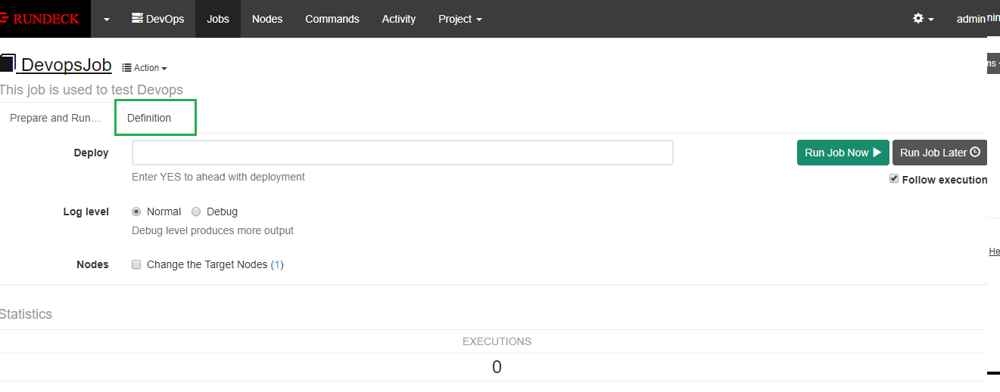 RUNDECK DevOps Jobs Nodes Commands Activity Project admin
DevopsJob Action
This job is used to test Devops
Prepare and Run… Definition
Deploy Run Job Now Run Job Later
Enter YES to ahead with deployment
Follow execution
Log level Normal Debug
Debug level produces more output
He
Nodes Change the Target Nodes (1)
Statistics
EXECUTIONS
0